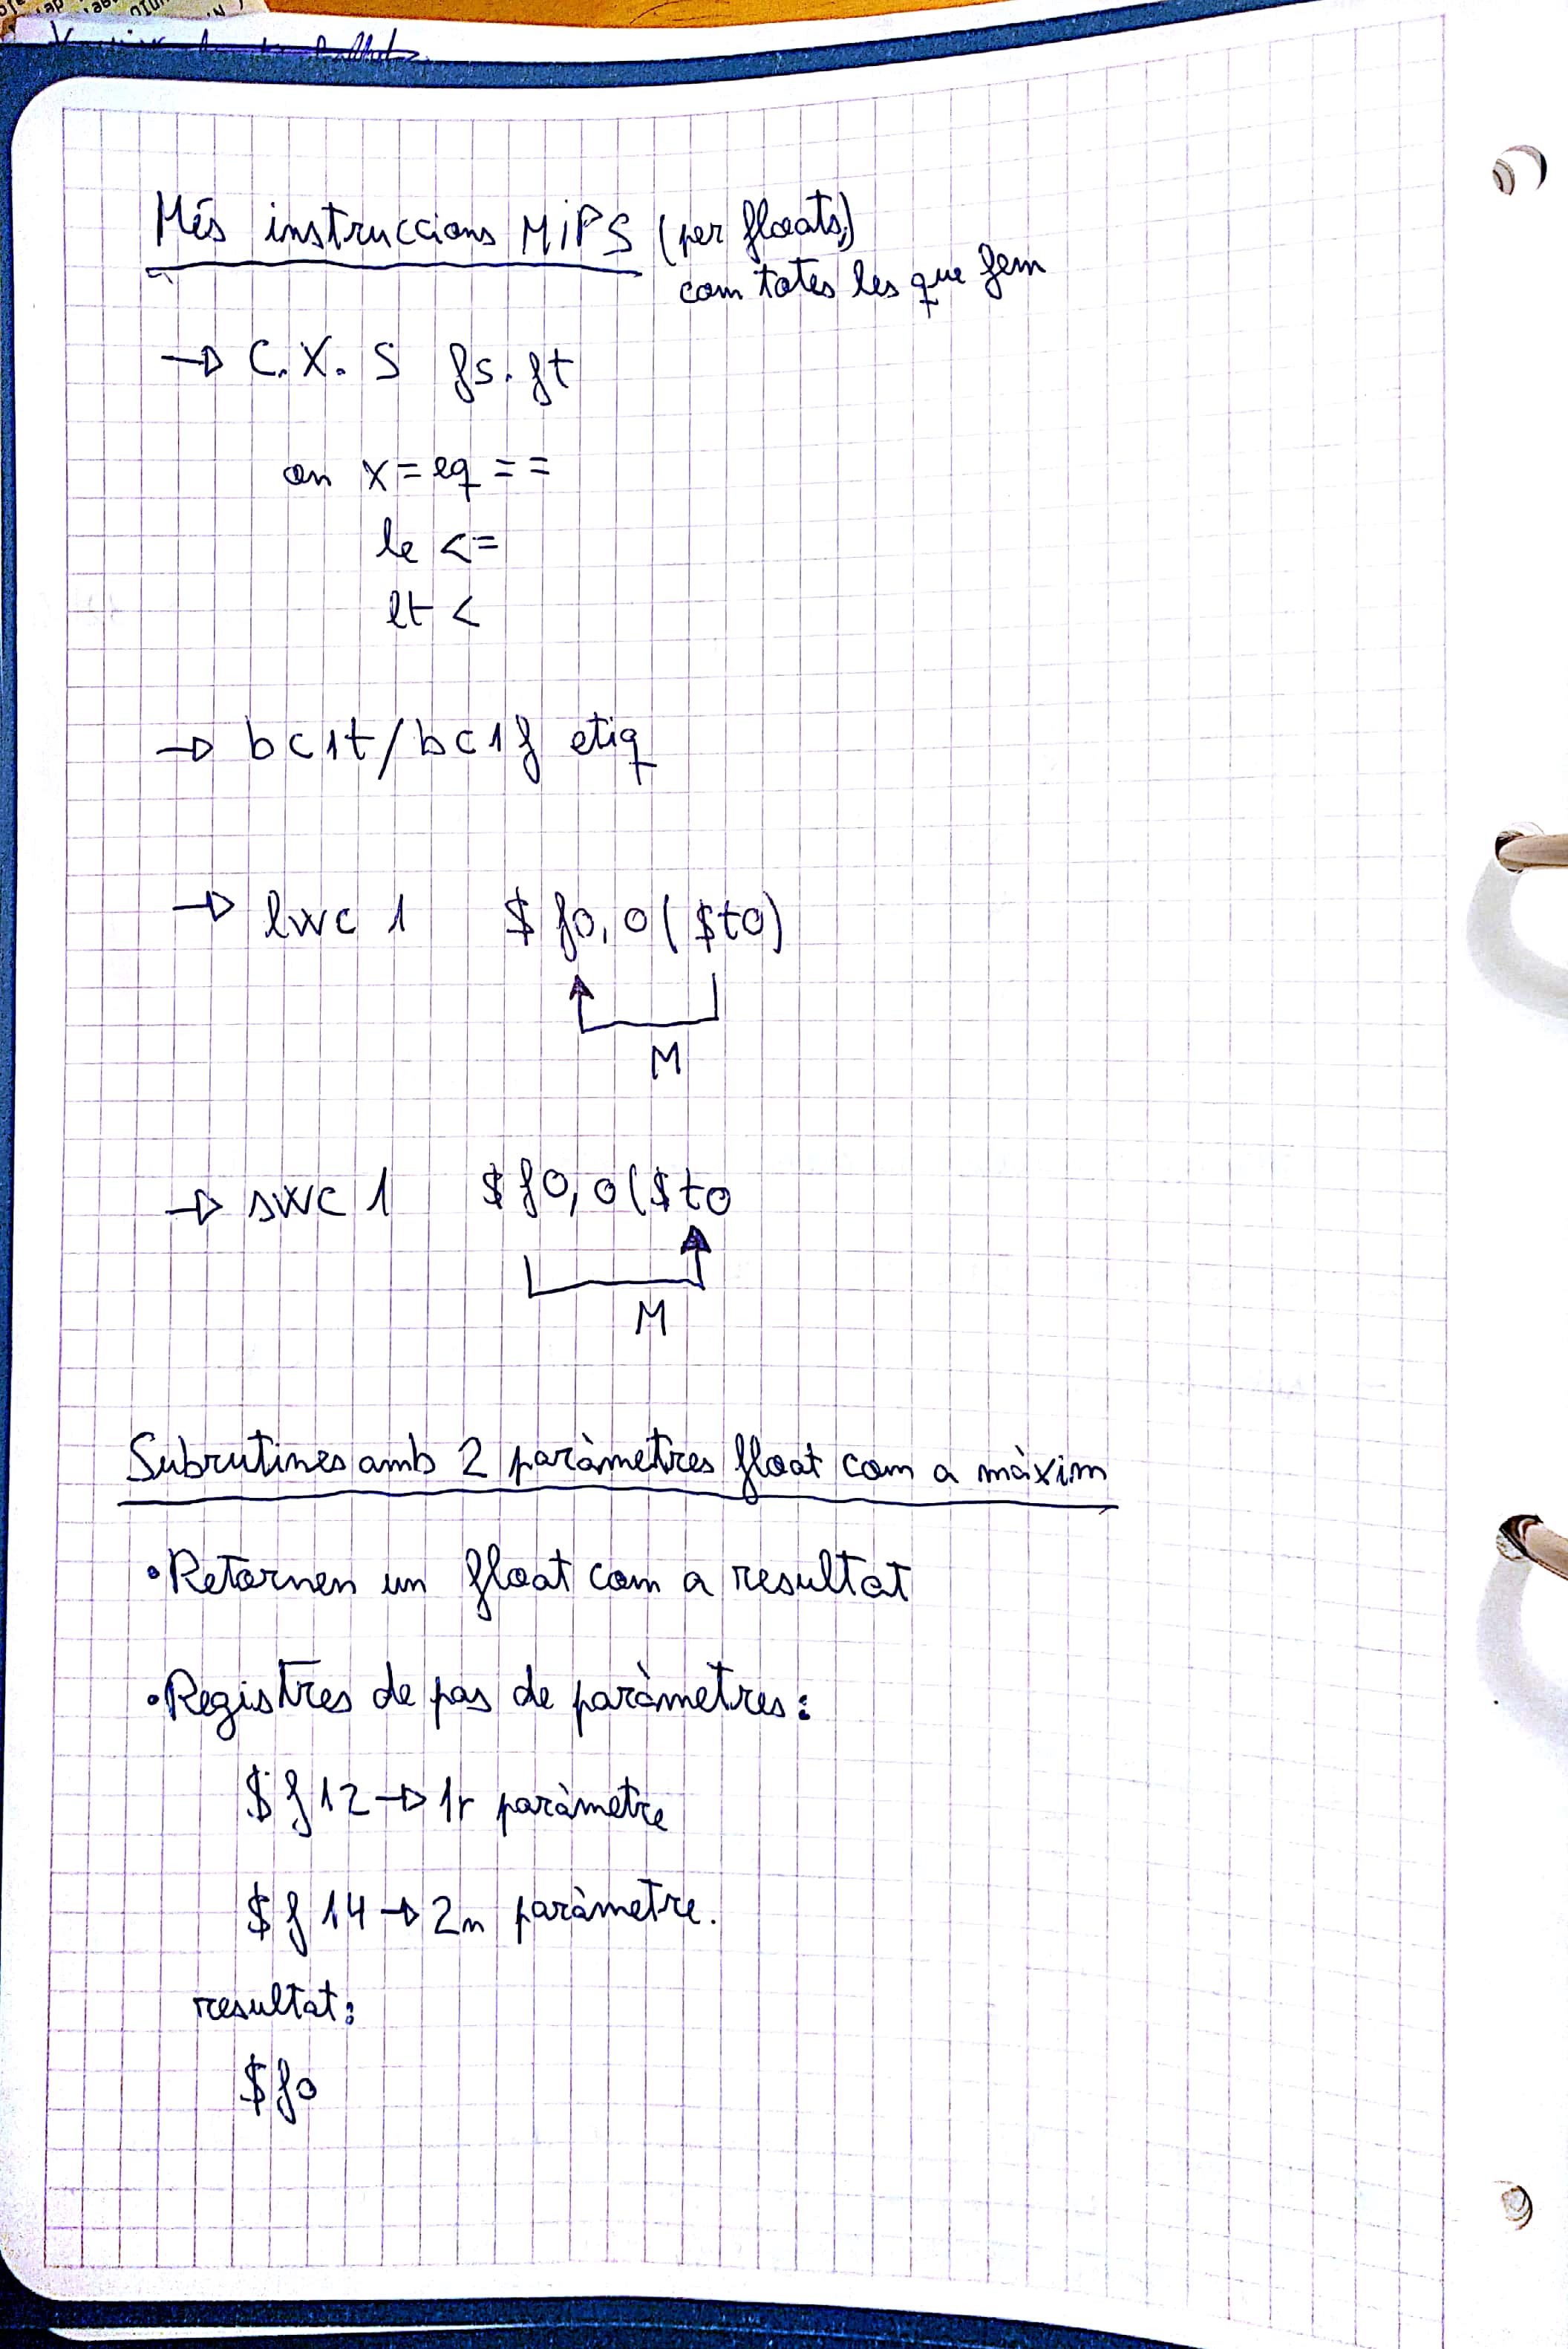 Més instruccions MiPS (per floats)
com totes les que fem
→ C.X.S fs.ft
on x = eq ==
le <=
lt <
→ bc1t/bc1f etiq
→ lwc1 $f0,0($t0)
M
→ swc1 $f0,0($t0
M
Subrutines amb 2 paràmetres float com a màxim
• Retornen un float com a resultat
• Registres de pas de paràmetres:
$f12 → 1r paràmetre
$f14 → 2n paràmetre.
resultat:
$f0